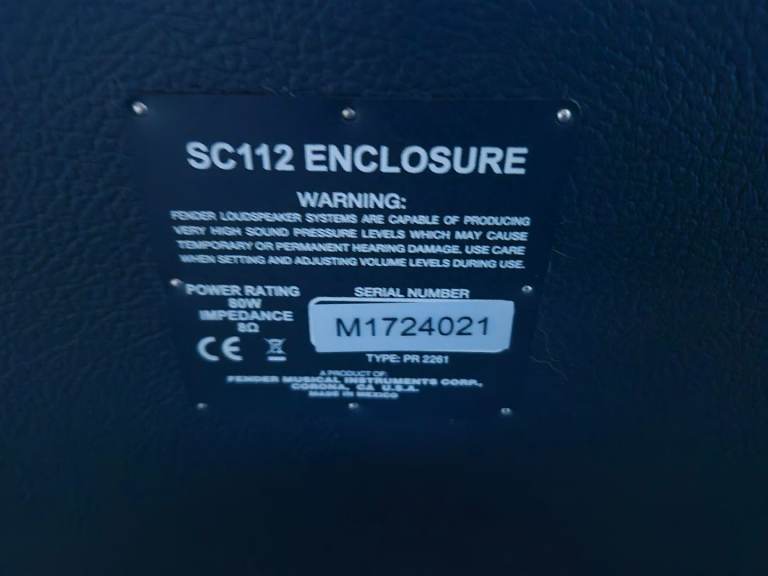 SC112 ENCLOSURE
WARNING:
FENDER LOUDSPEAKER SYSTEMS ARE CAPABLE OF PRODUCING
VERY HIGH SOUND PRESSURE LEVELS WHICH MAY CAUSE
TEMPORARY OR PERMANENT HEARING DAMAGE. USE CARE
WHEN SETTING AND ADJUSTING VOLUME LEVELS DURING USE.
POWER RATING
80W
IMPEDANCE
8Ω
CE
SERIAL NUMBER
M1724021
TYPE: PR 2261
A PRODUCT OF:
FENDER MUSICAL INSTRUMENTS CORP.,
CORONA, CA U.S.A.
MADE IN MEXICO